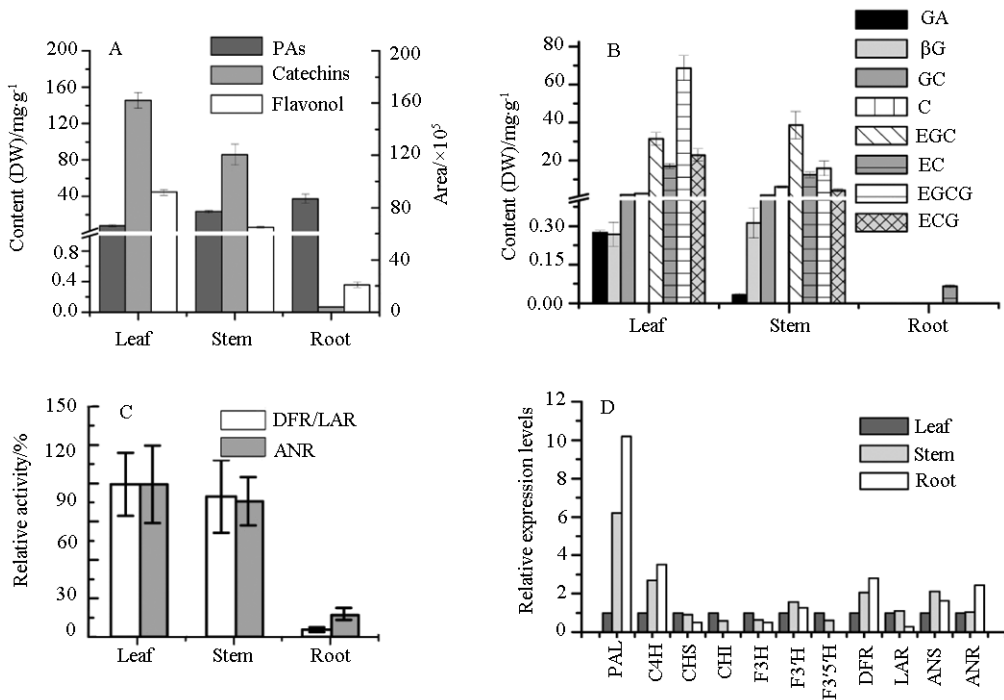 A
PAs
Catechins
Flavonol
Content (DW)/mg·g⁻¹
200
160
120
80
40
0.8
0.4
0.0
Area/×10⁵
200
160
120
80
40
0
Leaf Stem Root
B
GA
βG
GC
C
EGC
EC
EGCG
ECG
Content (DW)/mg·g⁻¹
80
60
40
20
0.30
0.15
0.00
Leaf Stem Root
C
DFR/LAR
ANR
Relative activity/%
150
120
90
60
30
0
Leaf Stem Root
D
Leaf
Stem
Root
Relative expression levels
12
10
8
6
4
2
0
PAL C4H CHS CHI F3H F3'H F3'5'H DFR LAR ANS ANR